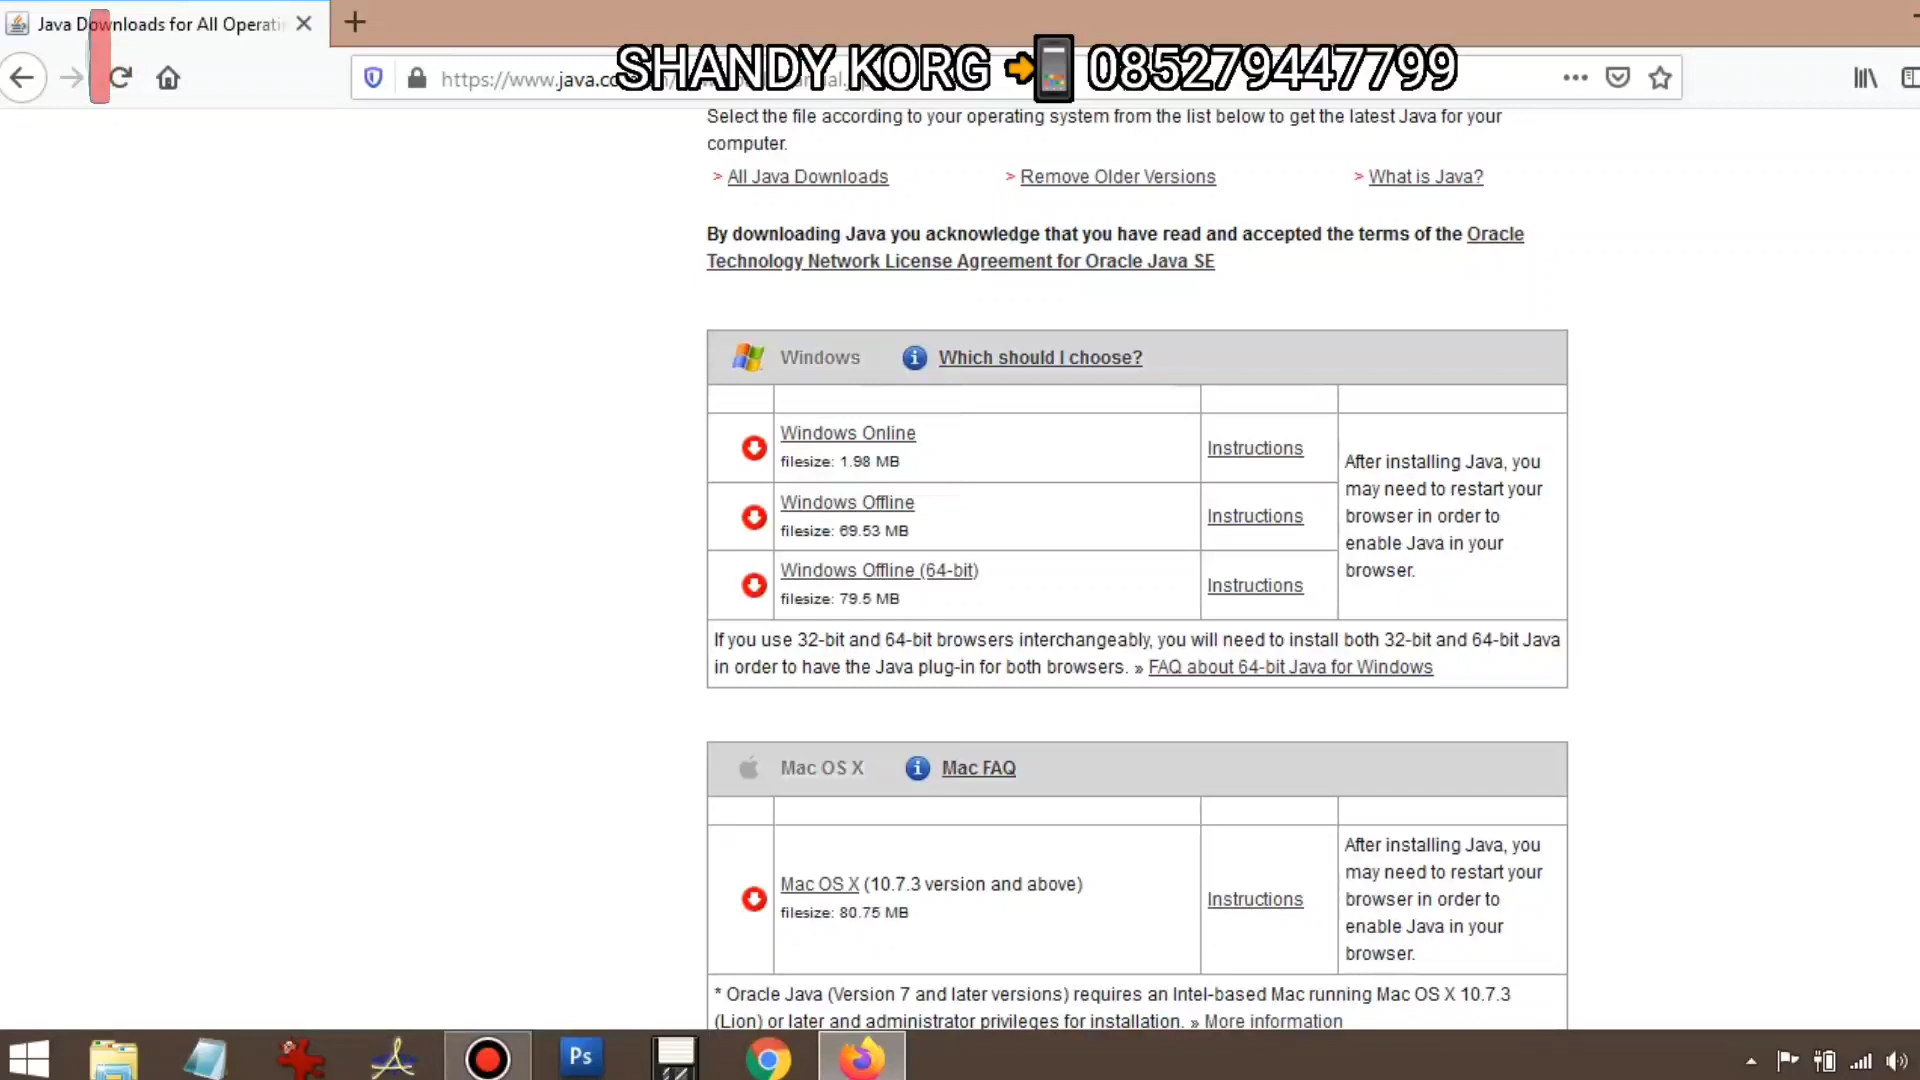 Java Downloads for All Operati
SHANDY KORG 085279447799
https://www.java.co
Select the file according to your operating system from the list below to get the latest Java for your
computer.
> All Java Downloads > Remove Older Versions > What is Java?
By downloading Java you acknowledge that you have read and accepted the terms of the Oracle
Technology Network License Agreement for Oracle Java SE
Windows Which should I choose?
Windows Online
filesize: 1.98 MB
Instructions
Windows Offline
filesize: 69.53 MB
Instructions
Windows Offline (64-bit)
filesize: 79.5 MB
Instructions
After installing Java, you
may need to restart your
browser in order to
enable Java in your
browser.
If you use 32-bit and 64-bit browsers interchangeably, you will need to install both 32-bit and 64-bit Java
in order to have the Java plug-in for both browsers. » FAQ about 64-bit Java for Windows
Mac OS X Mac FAQ
Mac OS X (10.7.3 version and above)
filesize: 80.75 MB
Instructions
After installing Java, you
may need to restart your
browser in order to
enable Java in your
browser.
* Oracle Java (Version 7 and later versions) requires an Intel-based Mac running Mac OS X 10.7.3
(Lion) or later and administrator privileges for installation. » More information
Ps